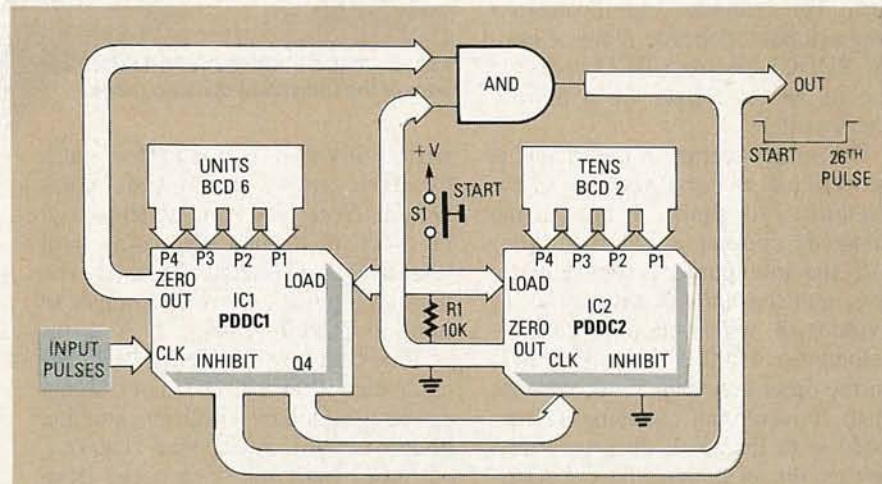 AND
OUT
START 26TH
PULSE
UNITS
BCD 6
+V
START
S1
TENS
BCD 2
P4 P3 P2 P1
ZERO
OUT
LOAD
IC1
PDDC1
INPUT
PULSES
CLK
INHIBIT
Q4
R1
10K
P4 P3 P2 P1
LOAD
IC2
PDDC2
ZERO
OUT
CLK
INHIBIT